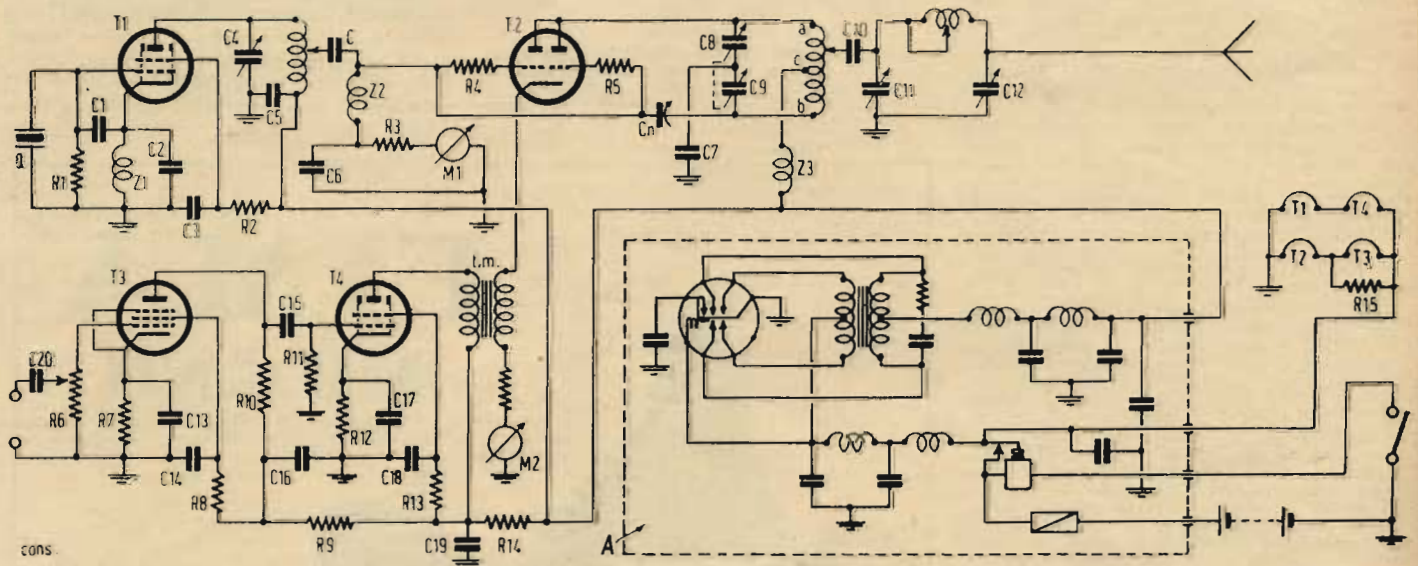 T1
C4
C
T2
C8
a
C10
c
C1
C5
Z2
R4
R5
C9
b
C11
C12
Q
R1
Z1
C2
C6
R3
M1
Cn
C7
Z3
C3
R2
T3
T4
t.m.
T1
T4
T2
T3
R15
C20
C15
R11
R6
R7
C13
R10
R12
C17
M2
C14
R8
C16
C18
R13
R9
C19
R14
A
cons.